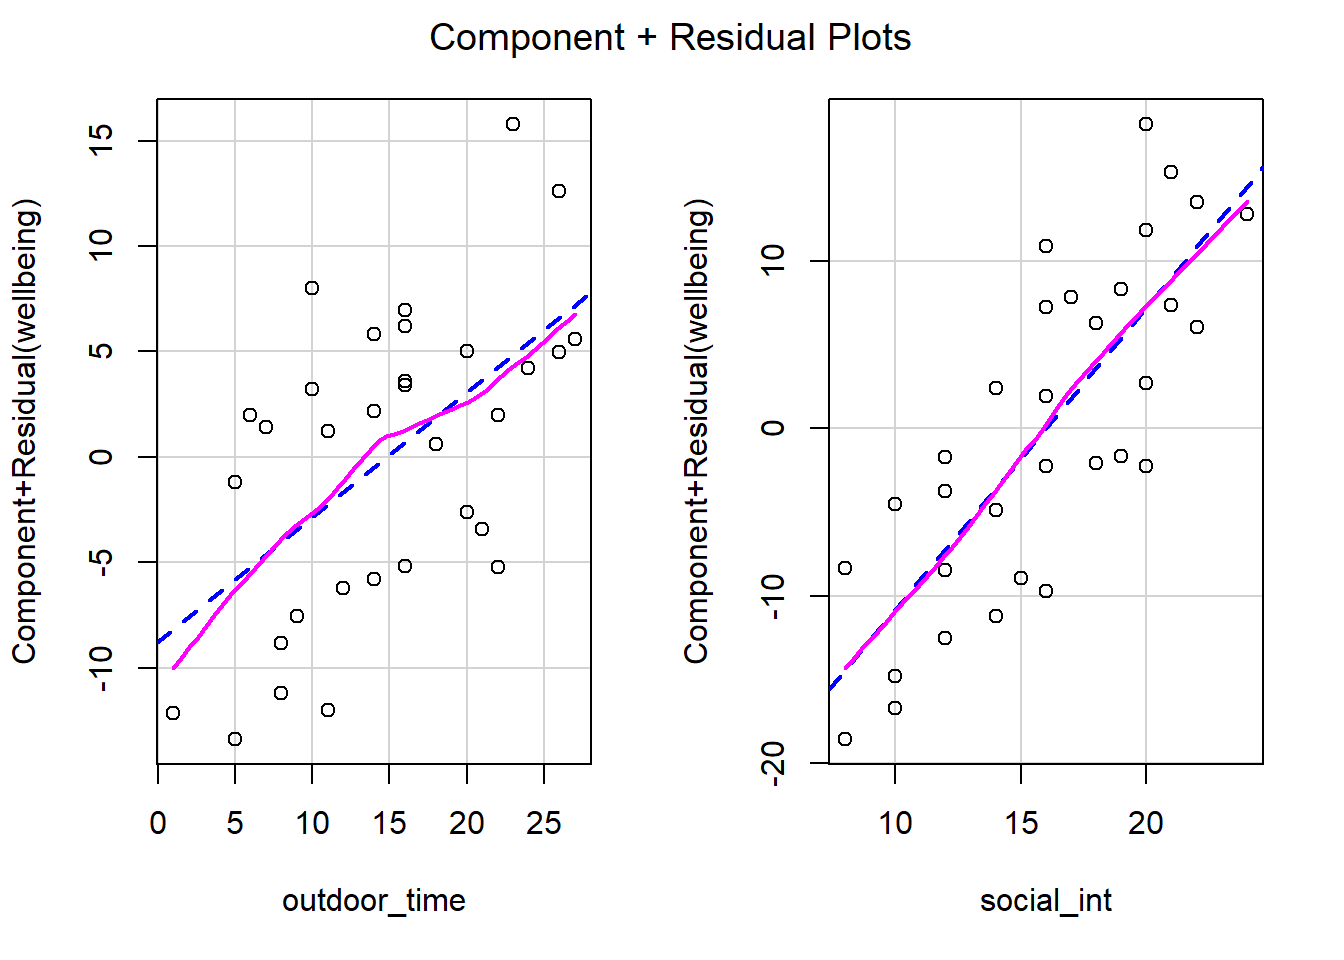 Component + Residual Plots
Component+Residual(wellbeing)
15
10
5
0
-5
-10
0 5 10 15 20 25
outdoor_time
Component+Residual(wellbeing)
10
0
-10
-20
10 15 20
social_int